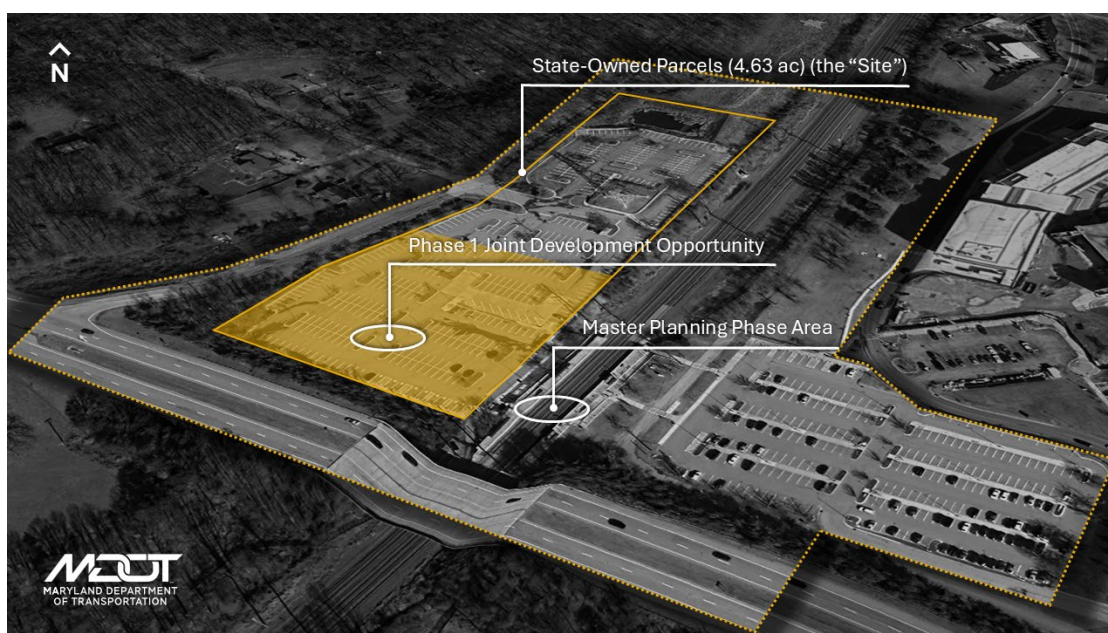 N
State-Owned Parcels (4.63 ac) (the “Site”)
Phase 1 Joint Development Opportunity
Master Planning Phase Area
MDOT
MARYLAND DEPARTMENT
OF TRANSPORTATION